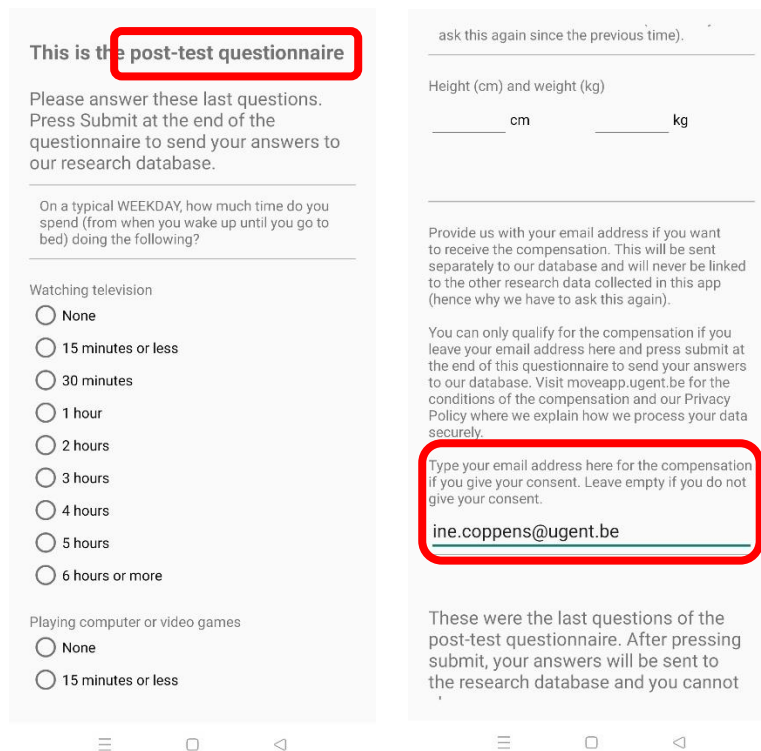 This is the post-test questionnaire
Please answer these last questions.
Press Submit at the end of the
questionnaire to send your answers to
our research database.
On a typical WEEKDAY, how much time do you
spend (from when you wake up until you go to
bed) doing the following?
Watching television
None
15 minutes or less
30 minutes
1 hour
2 hours
3 hours
4 hours
5 hours
6 hours or more
Playing computer or video games
None
15 minutes or less
ask this again since the previous time).
Height (cm) and weight (kg)
cm kg
Provide us with your email address if you want
to receive the compensation. This will be sent
separately to our database and will never be linked
to the other research data collected in this app
(hence why we have to ask this again).
You can only qualify for the compensation if you
leave your email address here and press submit at
the end of this questionnaire to send your answers
to our database. Visit moveapp.ugent.be for the
conditions of the compensation and our Privacy
Policy where we explain how we process your data
securely.
Type your email address here for the compensation
if you give your consent. Leave empty if you do not
give your consent.
ine.coppens@ugent.be
These were the last questions of the
post-test questionnaire. After pressing
submit, your answers will be sent to
the research database and you cannot